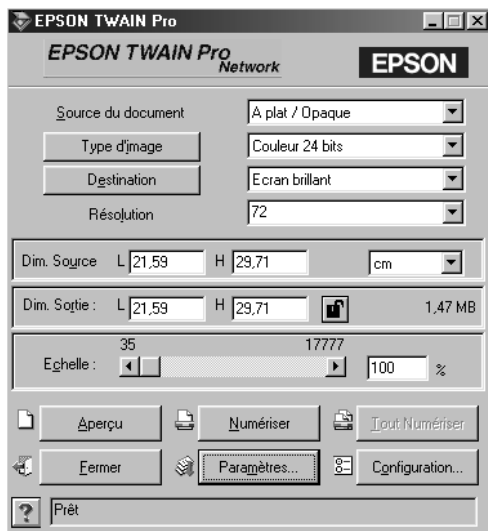 EPSON TWAIN Pro
EPSON TWAIN Pro
Network
EPSON
Source du document A plat / Opaque
Type d'image Couleur 24 bits
Destination Ecran brillant
Résolution 72
Dim. Source L 21,59 H 29,71 cm
Dim. Sortie : L 21,59 H 29,71 1,47 MB
35 17777
Echelle : 100 %
Aperçu Numériser Tout Numériser
Fermer Paramètres... Configuration...
? Prêt